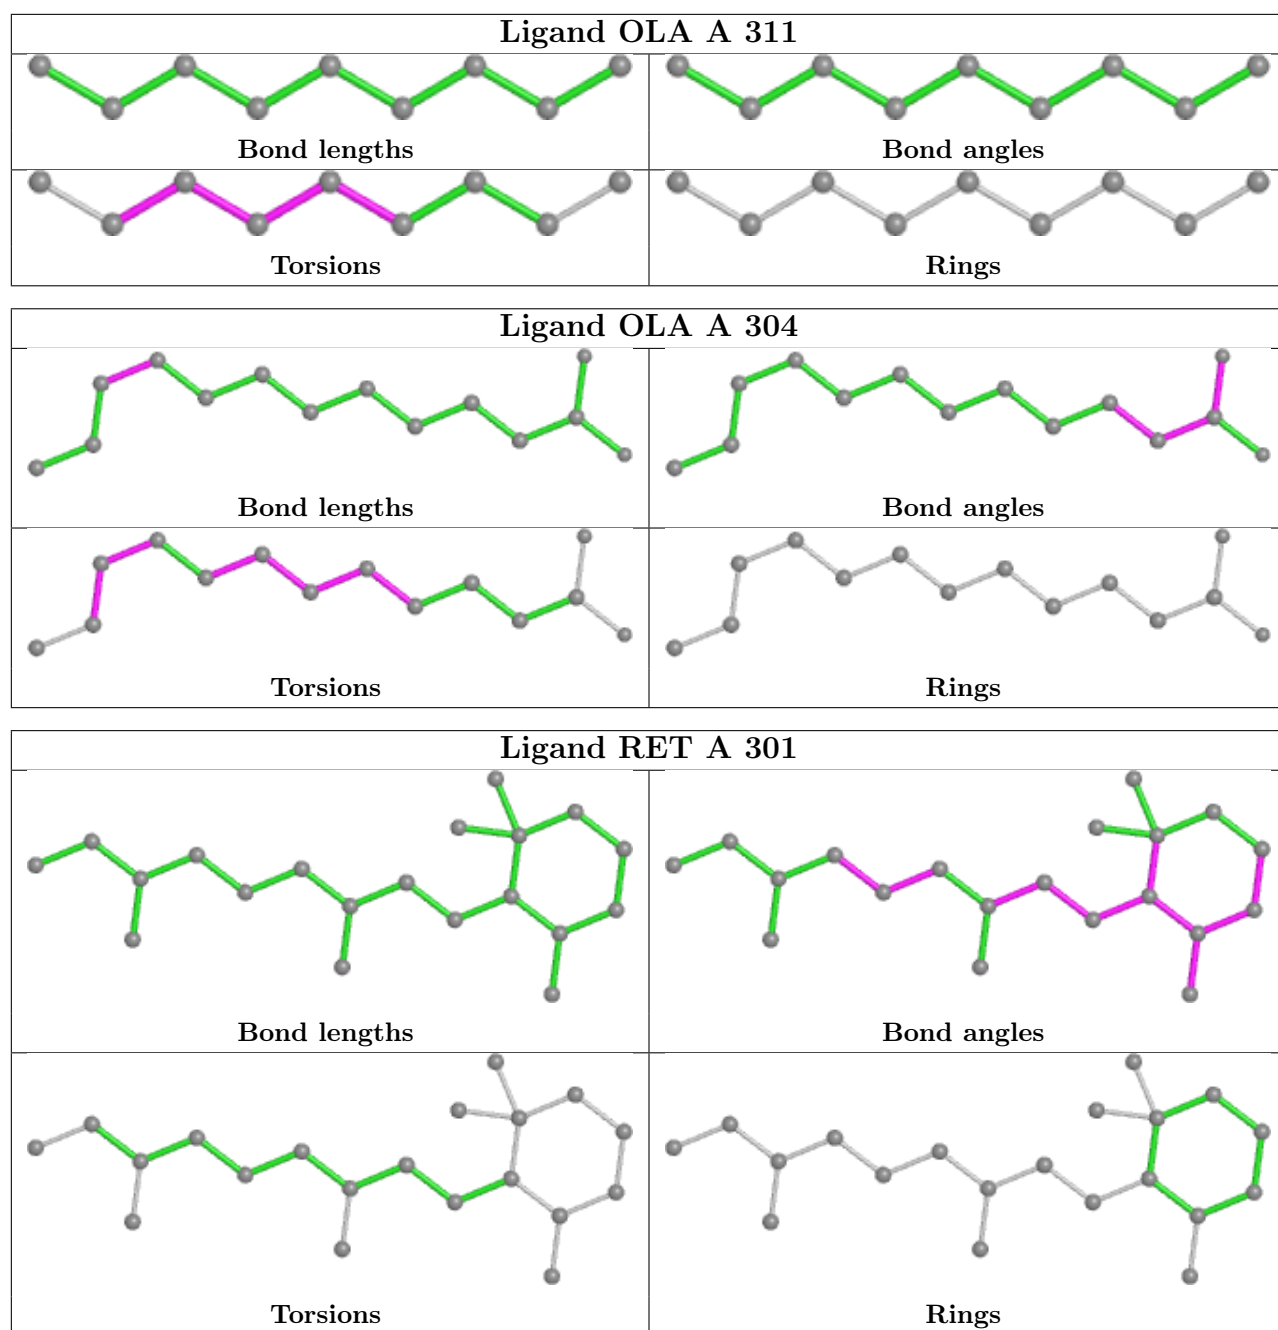 Ligand OLA A 311
Bond lengths
Bond angles
Torsions
Rings
Ligand OLA A 304
Bond lengths
Bond angles
Torsions
Rings
Ligand RET A 301
Bond lengths
Bond angles
Torsions
Rings